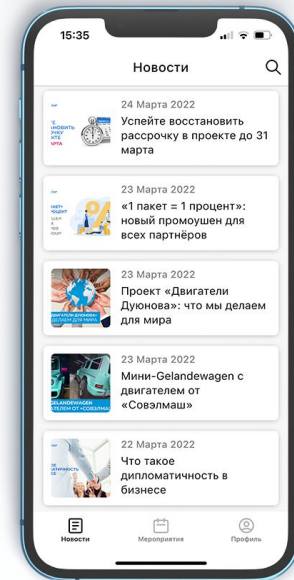 15:35
Новости
24 Марта 2022
Успейте восстановить
рассрочку в проекте до 31
марта
23 Марта 2022
«1 пакет = 1 процент»:
новый промоушен для
всех партнёров
23 Марта 2022
Проект «Двигатели
Дуюнова»: что мы делаем
для мира
23 Марта 2022
Мини-Gelandewagen с
двигателем от
«Совэлмаш»
22 Марта 2022
Что такое
дипломатичность в
бизнесе
Новости
Мероприятия
Профиль